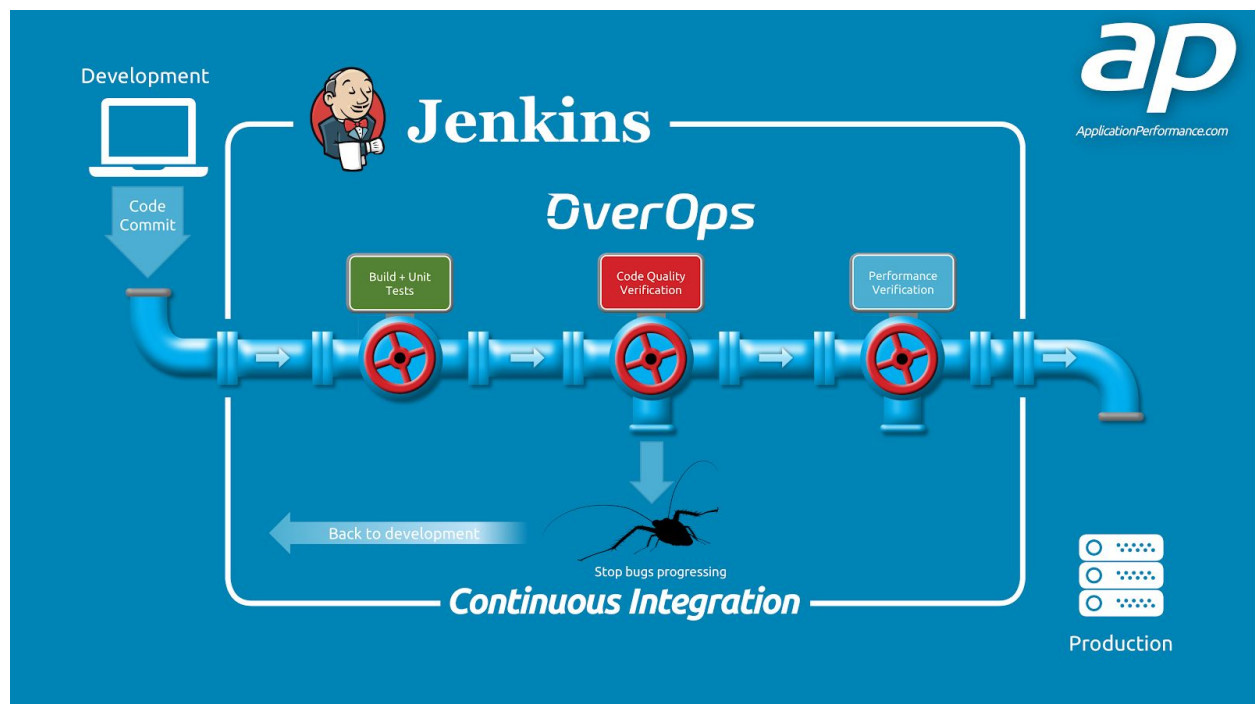 Development
Code
Commit
Jenkins
ap
ApplicationPerformance.com
OverOps
Build + Unit
Tests
Code Quality
Verification
Performance
Verification
Back to development
Stop bugs progressing
Continuous Integration
Production